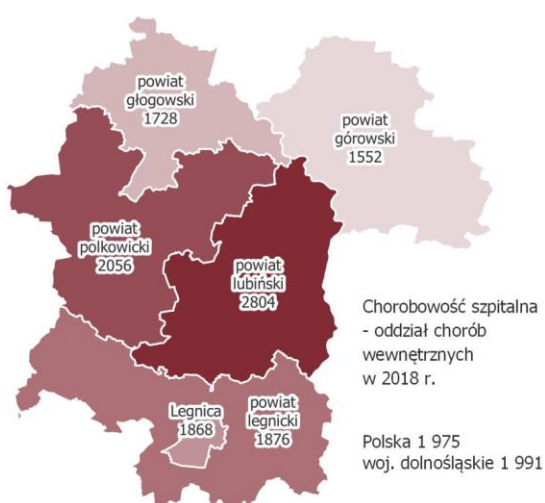 powiat
głogowski
1728
powiat
górowski
1552
powiat
polkowicki
2056
powiat
lubiński
2804
Chorobowość szpitalna
- oddział chorób
wewnętrznych
w 2018 r.
Legnica
1868
powiat
legnicki
1876
Polska 1 975
woj. dolnośląskie 1 991